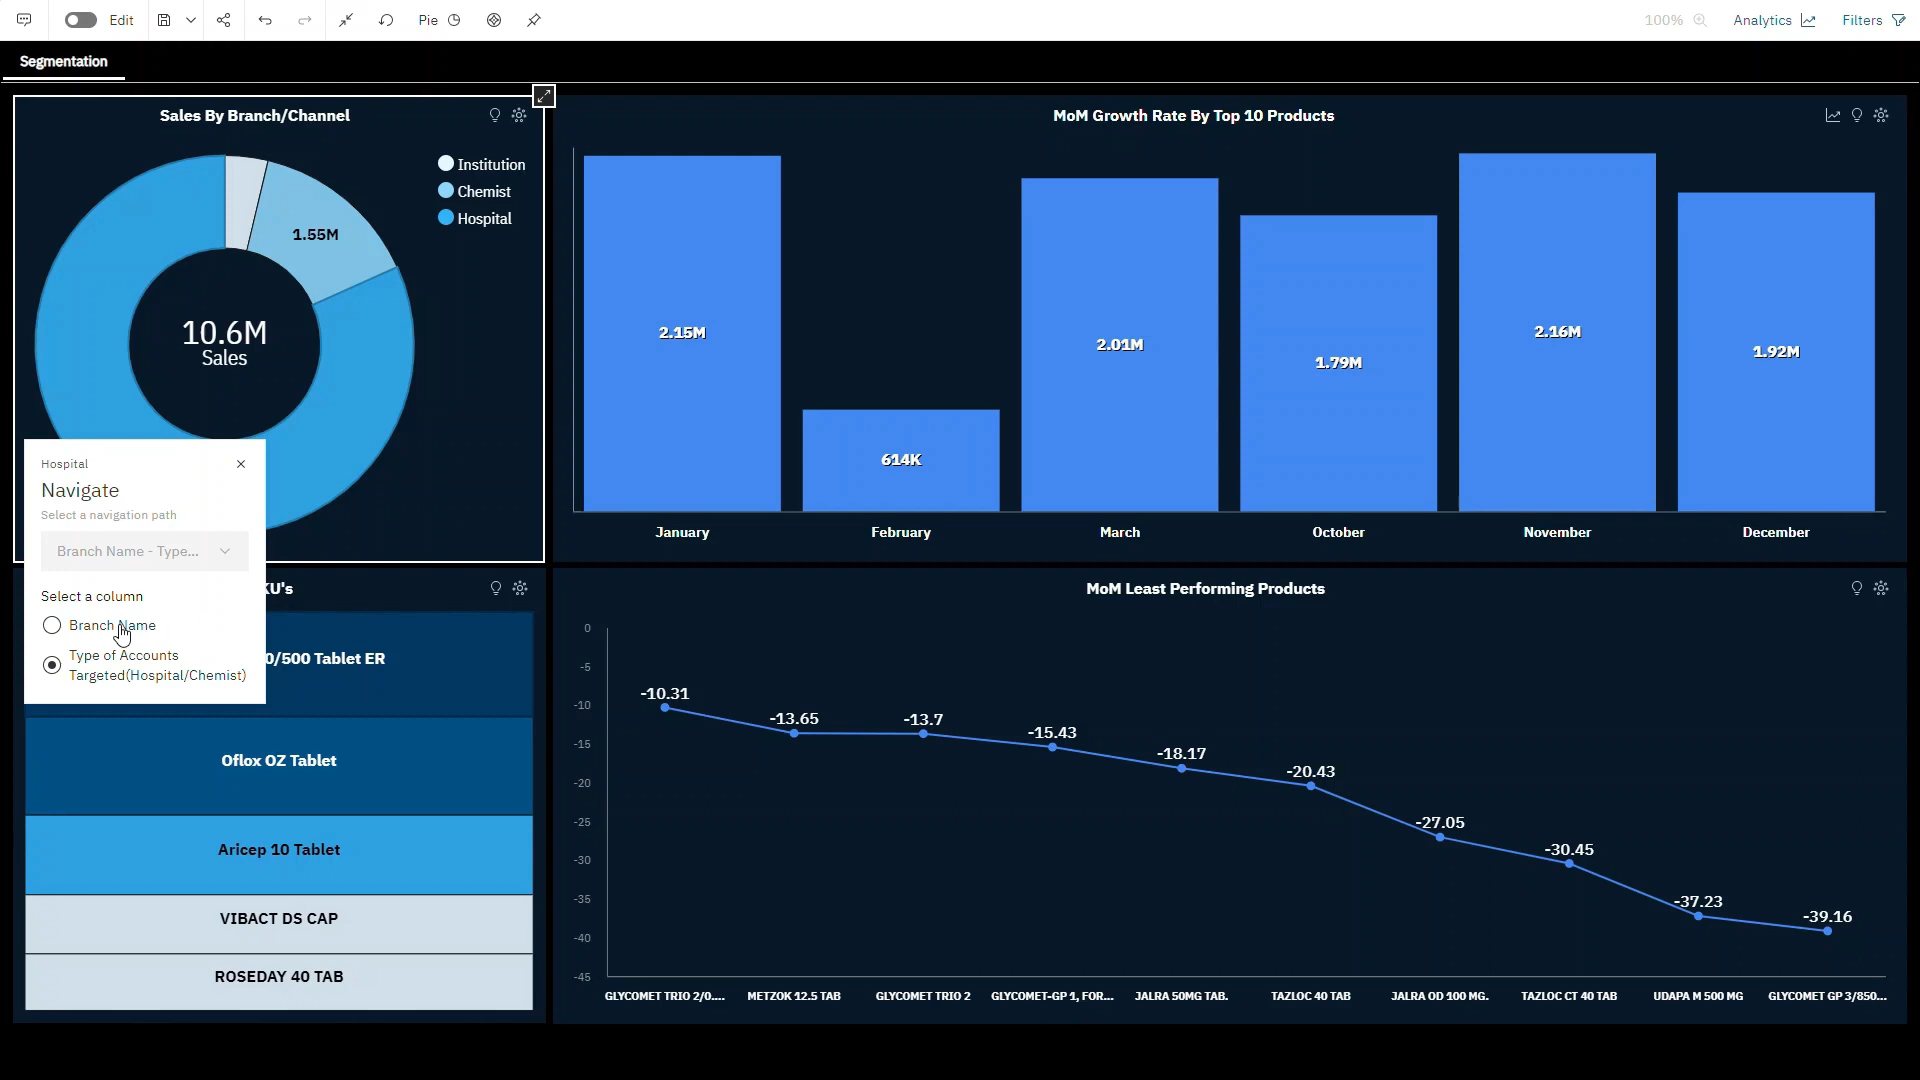 Edit
Pie
100%
Analytics
Filters
Segmentation
Sales By Branch/Channel
Institution
Chemist
Hospital
1.55M
10.6M
Sales
MoM Growth Rate By Top 10 Products
2.15M
614K
2.01M
1.79M
2.16M
1.92M
January
February
March
October
November
December
Hospital
Navigate
Select a navigation path
Branch Name - Type...
Select a column
Branch Name
Type of Accounts
Targeted(Hospital/Chemist)
KU's
0/500 Tablet ER
Oflox OZ Tablet
Aricep 10 Tablet
VIBACT DS CAP
ROSEDAY 40 TAB
MoM Least Performing Products
0
-5
-10
-15
-20
-25
-30
-35
-40
-45
-10.31
-13.65
-13.7
-15.43
-18.17
-20.43
-27.05
-30.45
-37.23
-39.16
GLYCOMET TRIO 2/0....
METZOK 12.5 TAB
GLYCOMET TRIO 2
GLYCOMET-GP 1, FOR...
JALRA 50MG TAB.
TAZLOC 40 TAB
JALRA OD 100 MG.
TAZLOC CT 40 TAB
UDAPA M 500 MG
GLYCOMET GP 3/850...